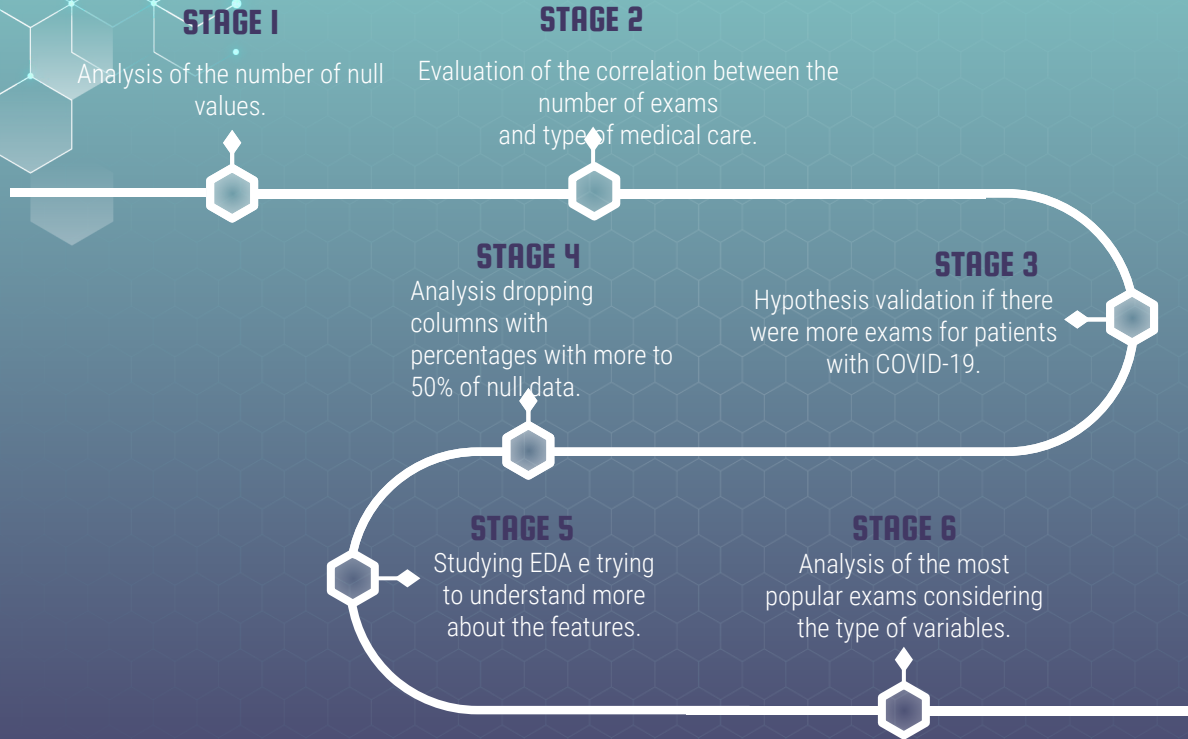 STAGE 1
Analysis of the number of null
values.
STAGE 2
Evaluation of the correlation between the
number of exams
and type of medical care.
STAGE 3
Hypothesis validation if there
were more exams for patients
with COVID-19.
STAGE 4
Analysis dropping
columns with
percentages with more to
50% of null data.
STAGE 5
Studying EDA e trying
to understand more
about the features.
STAGE 6
Analysis of the most
popular exams considering
the type of variables.